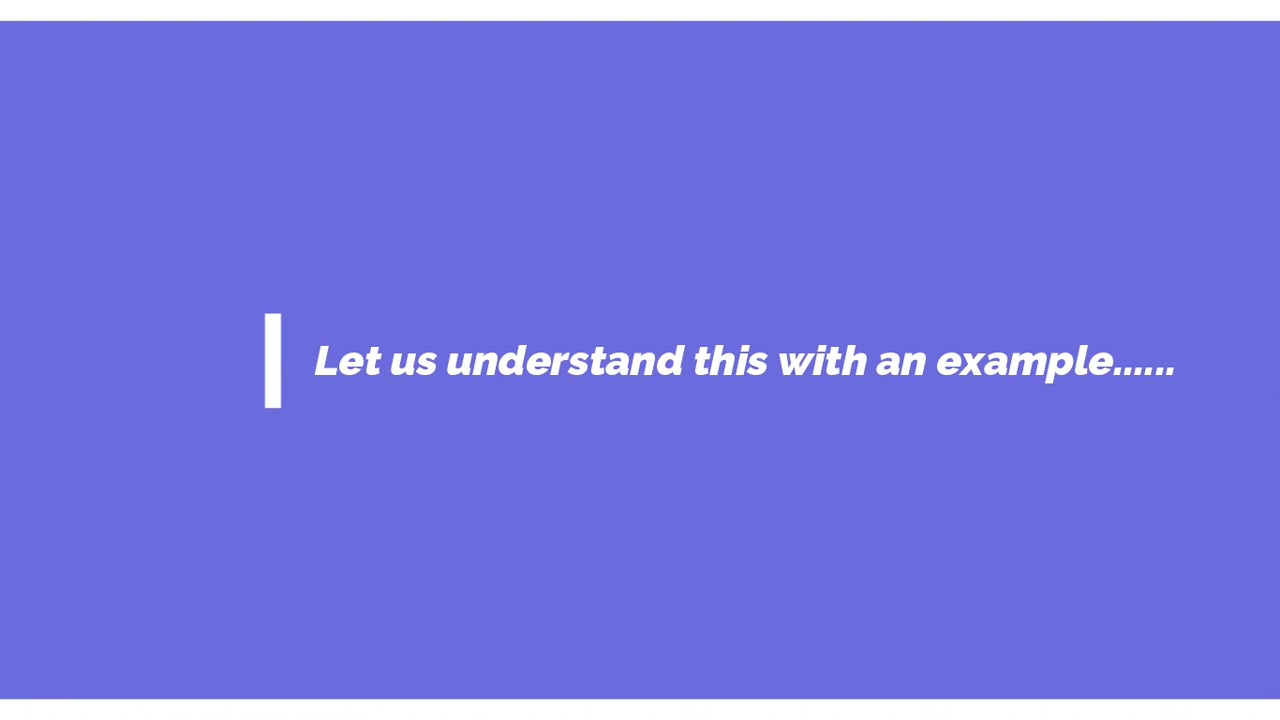 Let us understand this with an example......